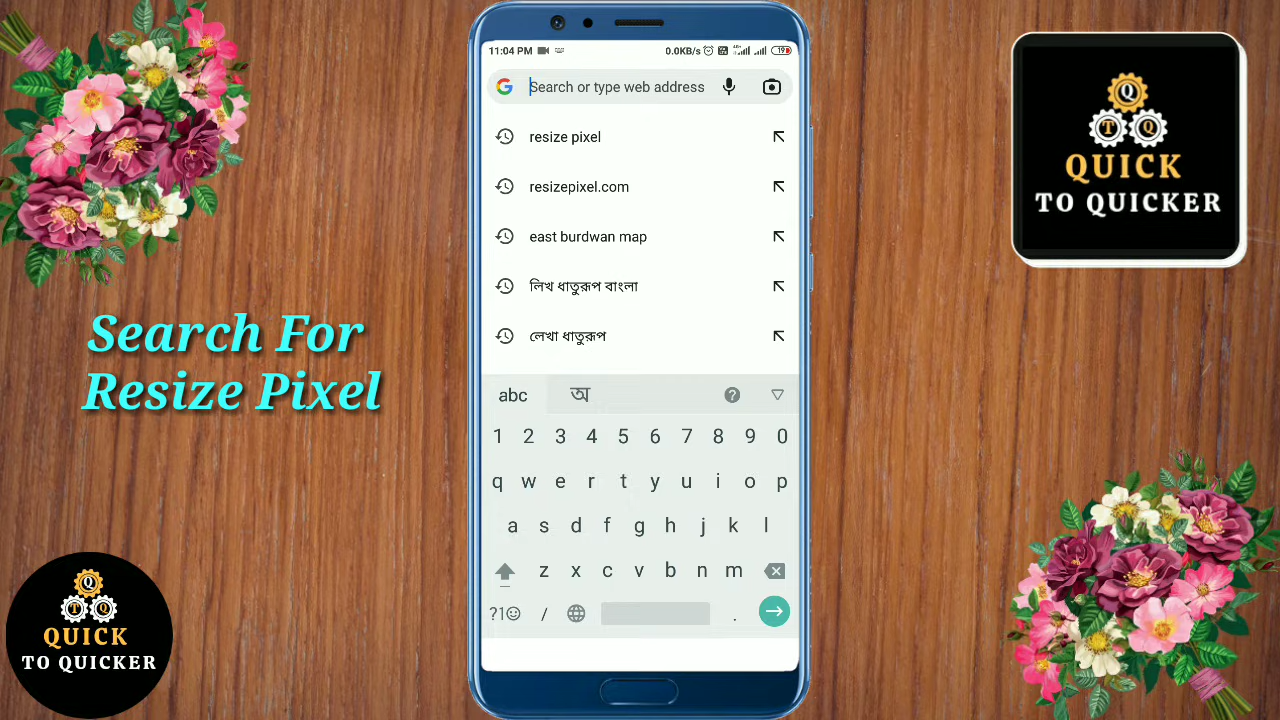 11:04 PM
0.0KB/s
19
Search or type web address
resize pixel
resizepixel.com
east burdwan map
লিখ ধাতুরূপ বাংলা
লেখা ধাতুরূপ
abc অ ?
1 2 3 4 5 6 7 8 9 0
q w e r t y u i o p
a s d f g h j k l
z x c v b n m
?1☺ / .
Search For
Resize Pixel
Q
T Q
QUICK
TO QUICKER
Q
T Q
QUICK
TO QUICKER